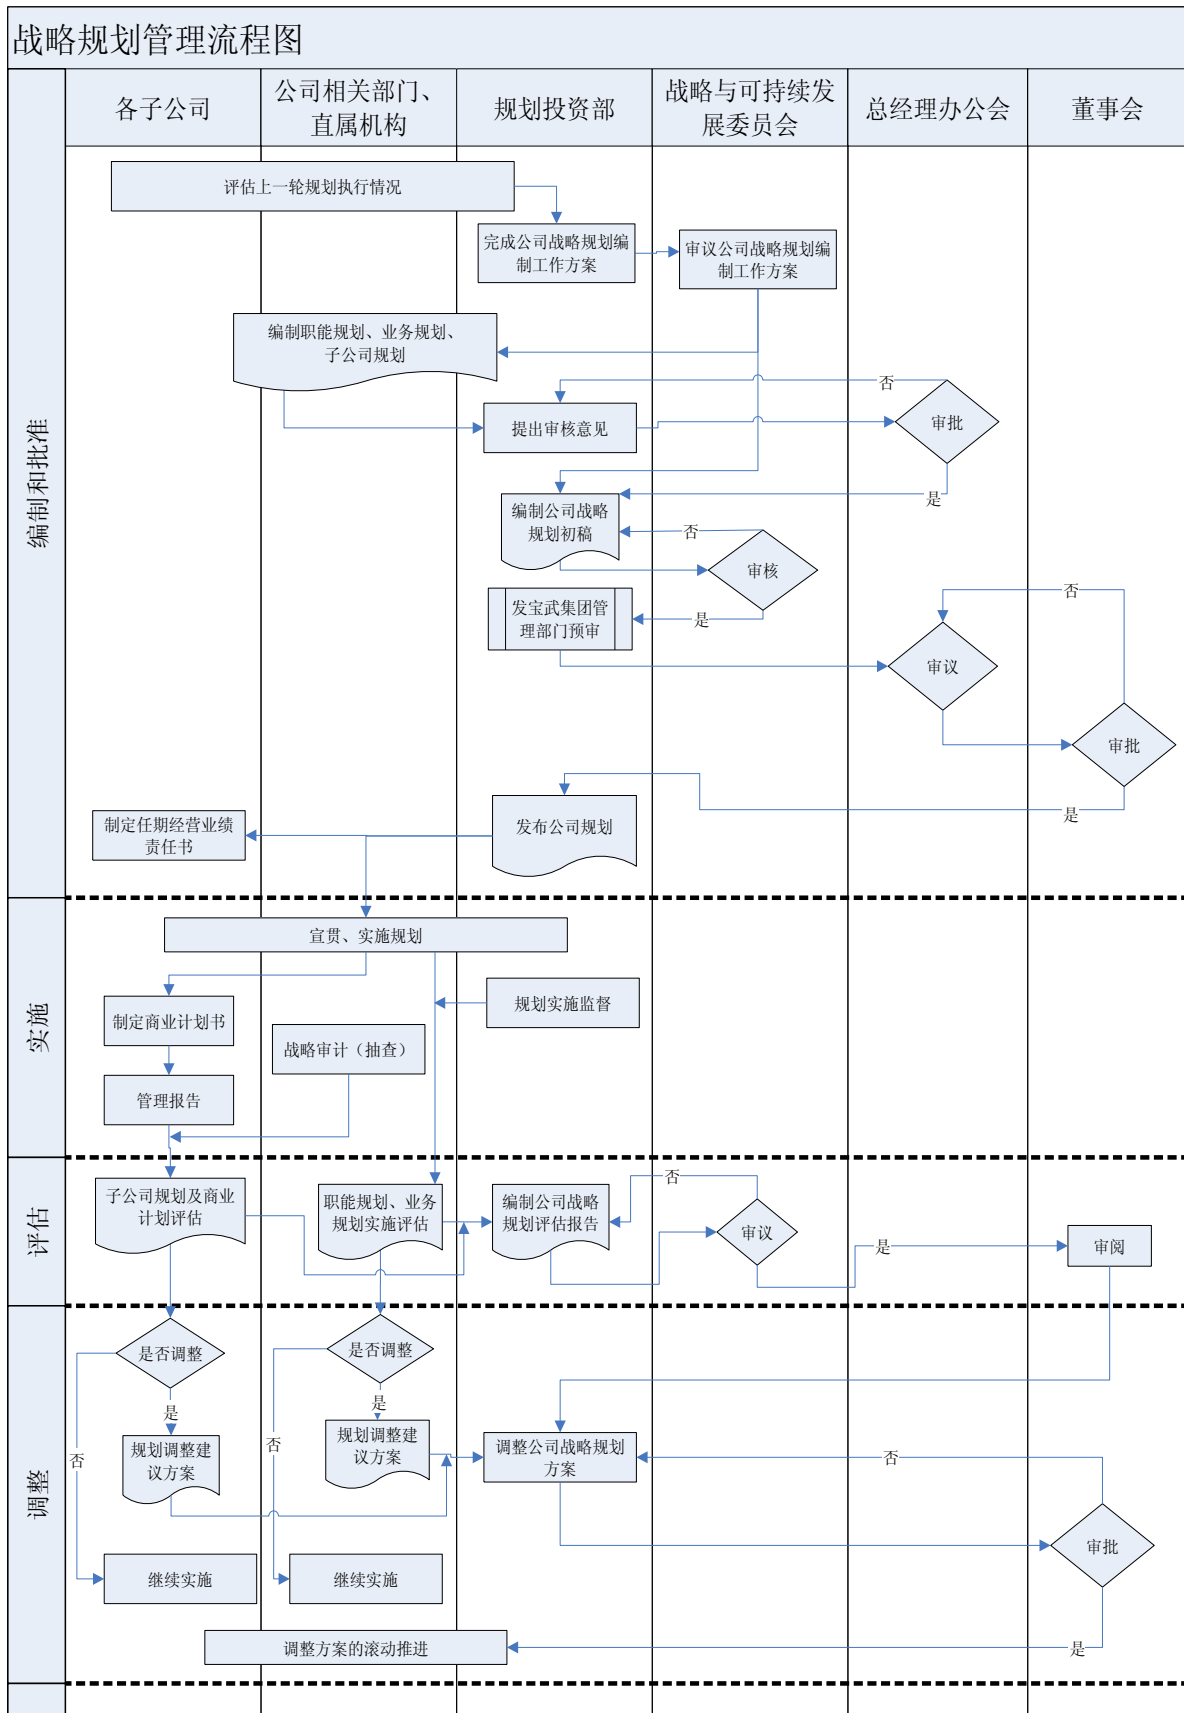 战略规划管理流程图
各子公司
公司相关部门、
直属机构
规划投资部
战略与可持续发
展委员会
总经理办公会
董事会
编制和批准
评估上一轮规划执行情况
完成公司战略规划编
制工作方案
审议公司战略规划编
制工作方案
编制职能规划、业务规划、
子公司规划
否
提出审核意见
审批
是
编制公司战略
规划初稿
否
审核
是
发宝武集团管
理部门预审
否
审议
审批
是
发布公司规划
制定任期经营业绩
责任书
实施
宣贯、实施规划
规划实施监督
制定商业计划书
战略审计（抽查）
管理报告
评估
子公司规划及商业
计划评估
职能规划、业务
规划实施评估
编制公司战略
规划评估报告
否
审议
是
审阅
调整
是否调整
是否调整
是
是
否
否
规划调整建
议方案
规划调整建
议方案
调整公司战略规划
方案
否
审批
继续实施
继续实施
调整方案的滚动推进
是